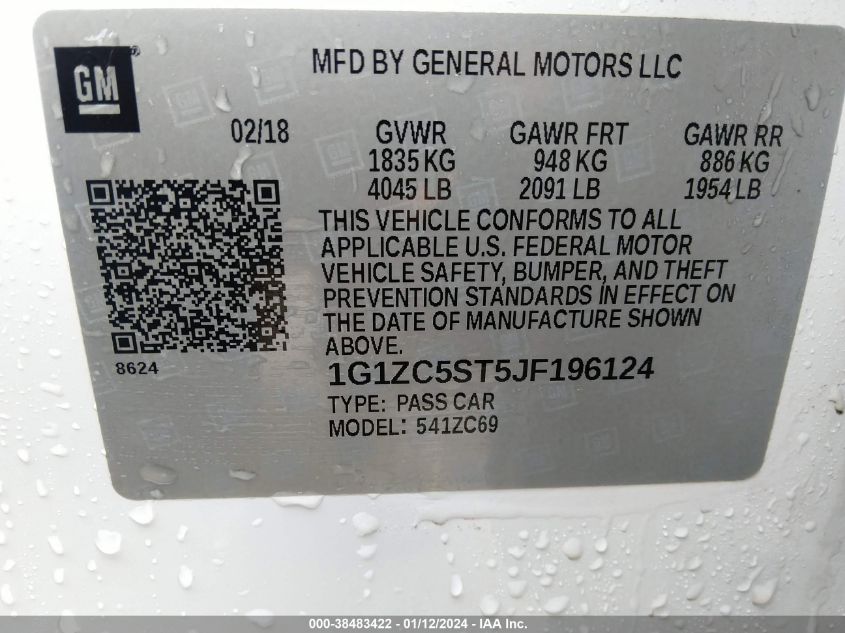 GM
MFD BY GENERAL MOTORS LLC
02/18 GVWR GAWR FRT GAWR RR
1835 KG 948 KG 886 KG
4045 LB 2091 LB 1954 LB
THIS VEHICLE CONFORMS TO ALL
APPLICABLE U.S. FEDERAL MOTOR
VEHICLE SAFETY, BUMPER, AND THEFT
PREVENTION STANDARDS IN EFFECT ON
THE DATE OF MANUFACTURE SHOWN
ABOVE.
8624
1G1ZC5ST5JF196124
TYPE: PASS CAR
MODEL: 541ZC69
000-38483422 - 01/12/2024 - IAA Inc.